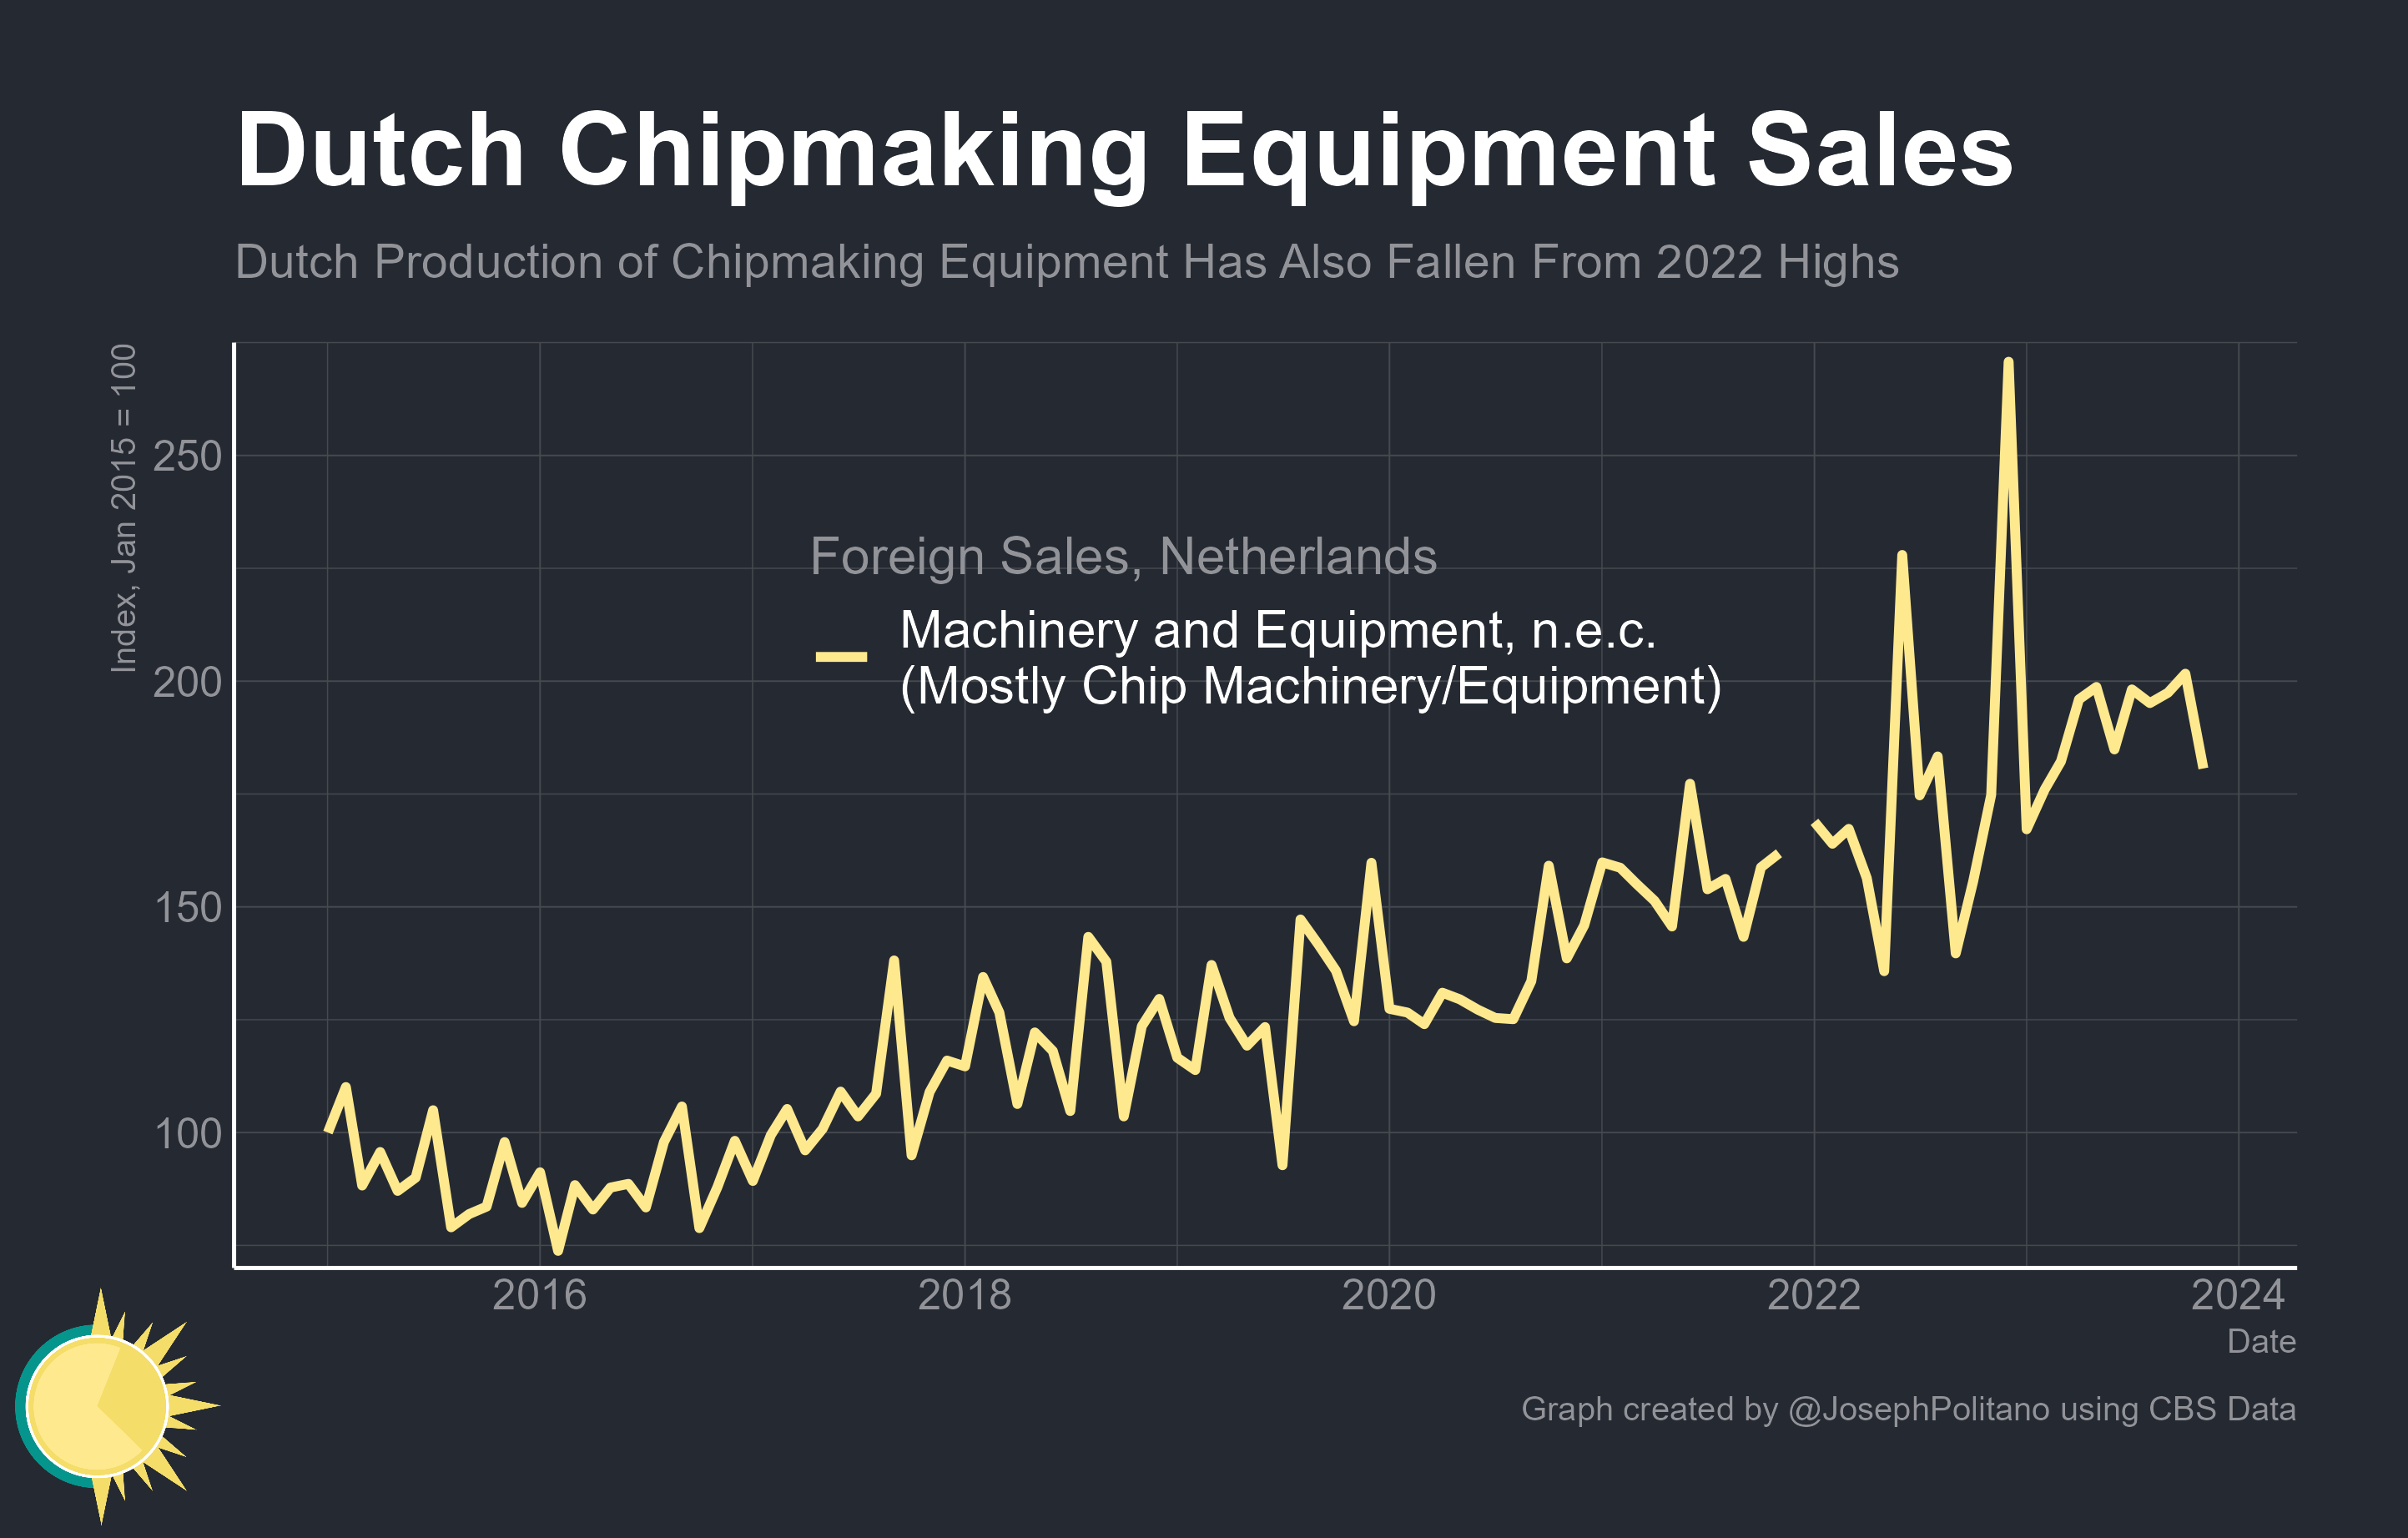 Dutch Chipmaking Equipment Sales
Dutch Production of Chipmaking Equipment Has Also Fallen From 2022 Highs
Index, Jan 2015 = 100
250
200
150
100
Foreign Sales, Netherlands
Machinery and Equipment, n.e.c.
(Mostly Chip Machinery/Equipment)
2016 2018 2020 2022 2024
Date
Graph created by @JosephPolitano using CBS Data